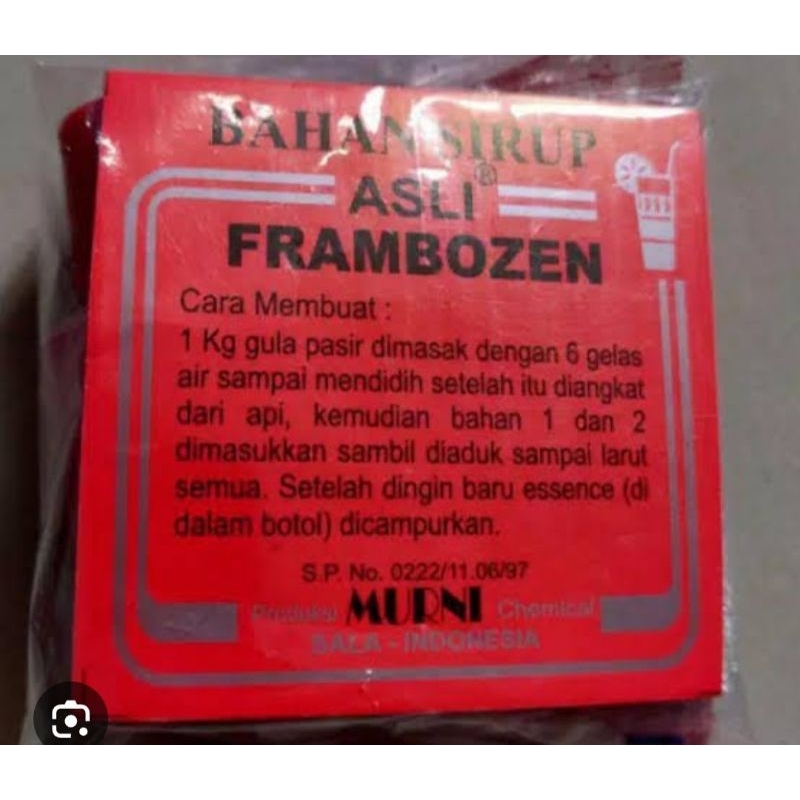 BAHAN SIRUP
ASLI®
FRAMBOZEN
Cara Membuat :
1 Kg gula pasir dimasak dengan 6 gelas
air sampai mendidih setelah itu diangkat
dari api, kemudian bahan 1 dan 2
dimasukkan sambil diaduk sampai larut
semua. Setelah dingin baru essence (di
dalam botol) dicampurkan.
S.P. No. 0222/11.06/97
Produksi MURNI Chemical
SALA - INDONESIA